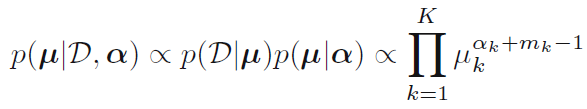 p(μ|𝒟, α) ∝ p(𝒟|μ)p(μ|α) ∝ ∏_{k=1}^{K} μ_k^{α_k+m_k−1}